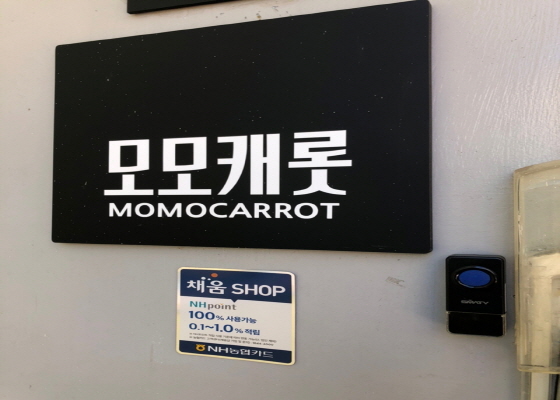 모모캐롯
MOMOCARROT
채움 SHOP
NHpoint
100% 사용가능
0.1~1.0% 적립
NH농협카드